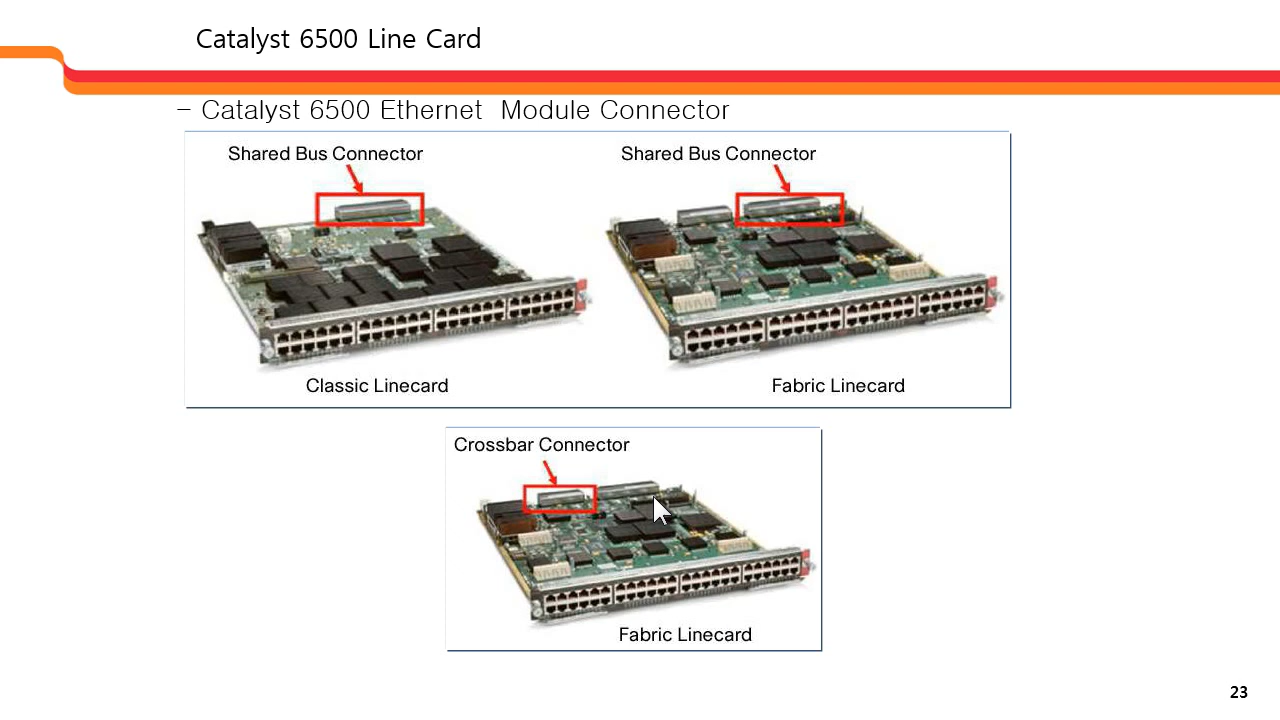 Catalyst 6500 Line Card
- Catalyst 6500 Ethernet Module Connector
Shared Bus Connector
Shared Bus Connector
Classic Linecard
Fabric Linecard
Crossbar Connector
Fabric Linecard
23